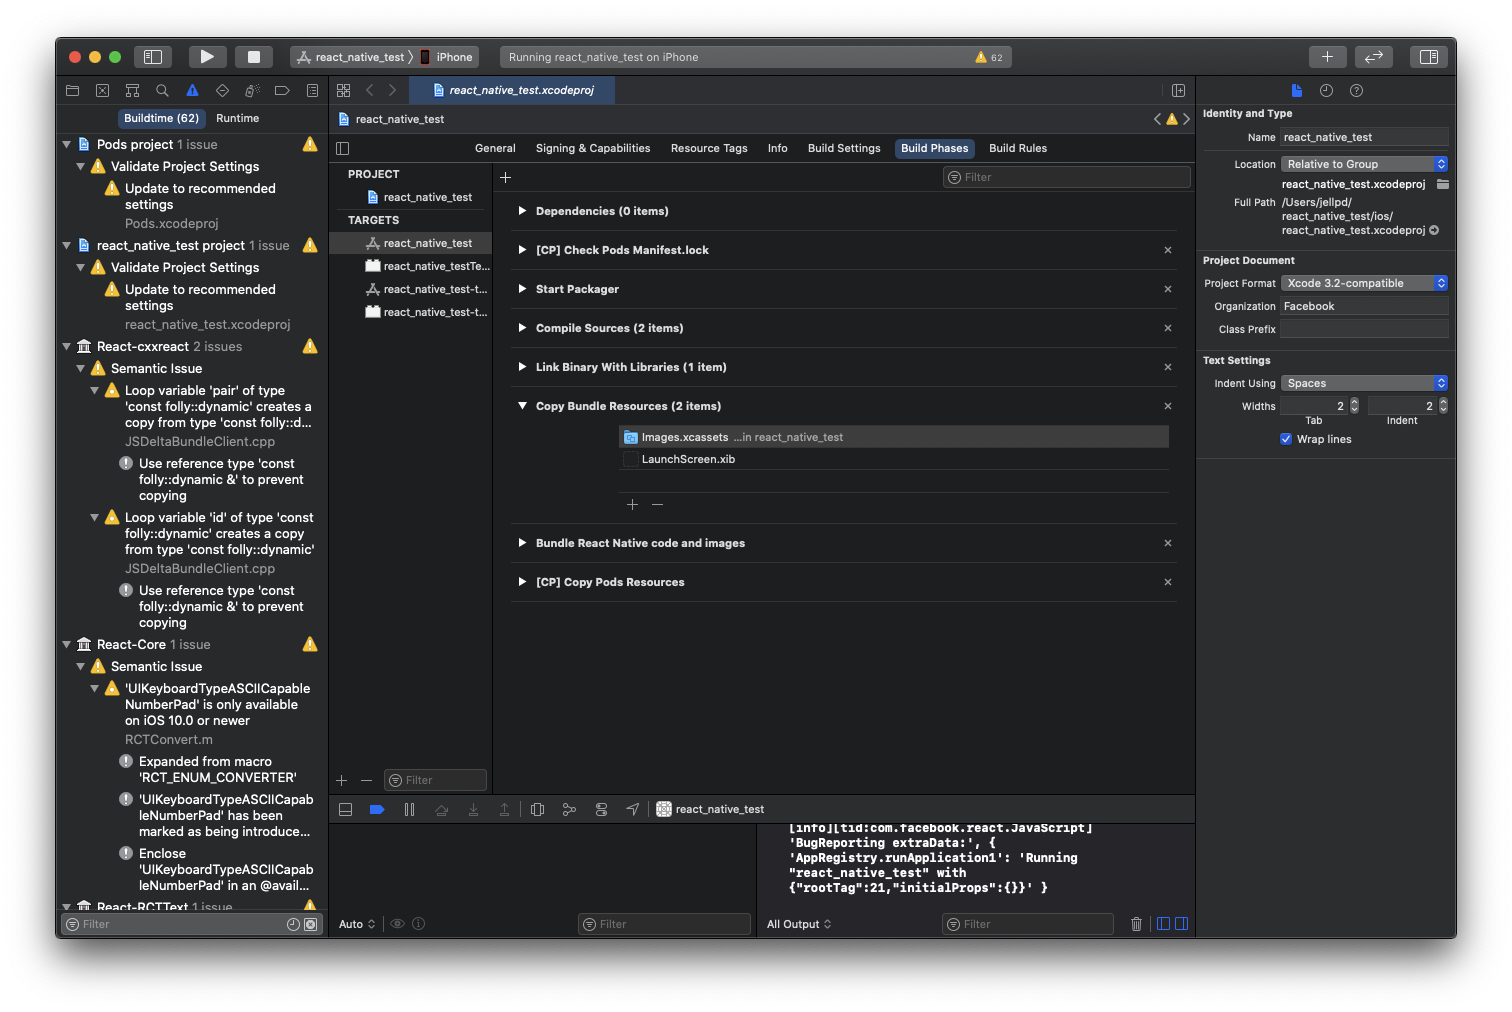 react_native_test
iPhone
Running react_native_test on iPhone
62
react_native_test.xcodeproj
Buildtime (62)
Runtime
Pods project 1 issue
Validate Project Settings
Update to recommended
settings
Pods.xcodeproj
react_native_test project 1 issue
Validate Project Settings
Update to recommended
settings
react_native_test.xcodeproj
React-cxxreact 2 issues
Semantic Issue
Loop variable 'pair' of type
'const folly::dynamic' creates a
copy from type 'const folly::d...
JSDeltaBundleClient.cpp
Use reference type 'const
folly::dynamic &' to prevent
copying
Loop variable 'id' of type 'const
folly::dynamic' creates a copy
from type 'const folly::dynamic'
JSDeltaBundleClient.cpp
Use reference type 'const
folly::dynamic &' to prevent
copying
React-Core 1 issue
Semantic Issue
'UIKeyboardTypeASCIICapable
NumberPad' is only available
on iOS 10.0 or newer
RCTConvert.m
Expanded from macro
'RCT_ENUM_CONVERTER'
'UIKeyboardTypeASCIICapab
leNumberPad' has been
marked as being introduce...
Enclose
'UIKeyboardTypeASCIICapab
leNumberPad' in an @avail...
React-RCTText 1 issue
Filter
react_native_test
General
Signing & Capabilities
Resource Tags
Info
Build Settings
Build Phases
Build Rules
PROJECT
react_native_test
TARGETS
react_native_test
react_native_testTe...
react_native_test-t...
react_native_test-t...
Filter
Filter
Dependencies (0 items)
[CP] Check Pods Manifest.lock
Start Packager
Compile Sources (2 items)
Link Binary With Libraries (1 item)
Copy Bundle Resources (2 items)
Images.xcassets ...in react_native_test
LaunchScreen.xib
Bundle React Native code and images
[CP] Copy Pods Resources
react_native_test
[info][tid:com.facebook.react.JavaScript]
'BugReporting extraData:', {
'AppRegistry.runApplication1': 'Running
"react_native_test" with
{"rootTag":21,"initialProps":{}}' }
Auto
Filter
All Output
Filter
Identity and Type
Name react_native_test
Location Relative to Group
react_native_test.xcodeproj
Full Path /Users/jellpd/
react_native_test/ios/
react_native_test.xcodeproj
Project Document
Project Format Xcode 3.2-compatible
Organization Facebook
Class Prefix
Text Settings
Indent Using Spaces
Widths 2 2
Tab Indent
Wrap lines